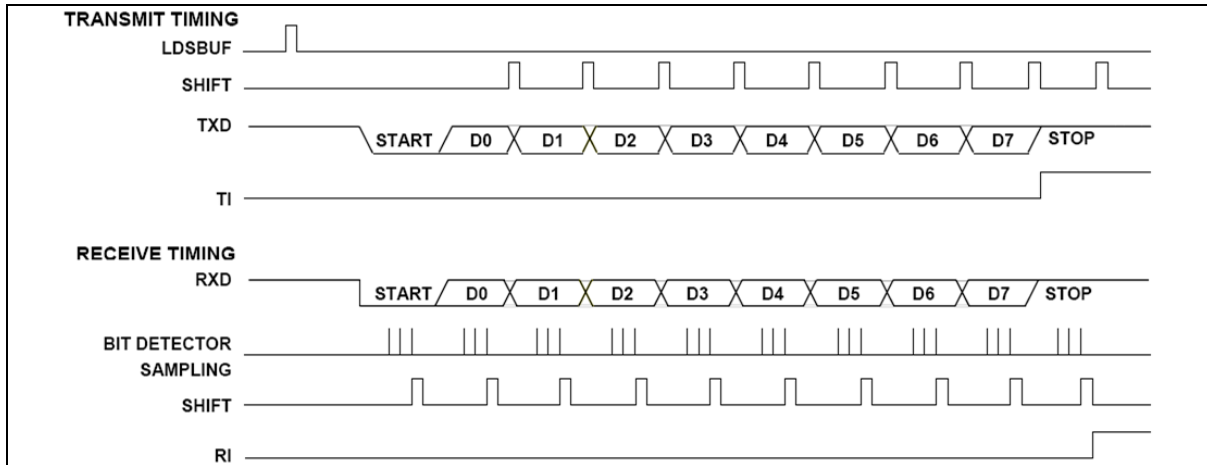 TRANSMIT TIMING
LDSBUF
SHIFT
TXD START D0 D1 D2 D3 D4 D5 D6 D7 STOP
TI
RECEIVE TIMING
RXD START D0 D1 D2 D3 D4 D5 D6 D7 STOP
BIT DETECTOR
SAMPLING
SHIFT
RI